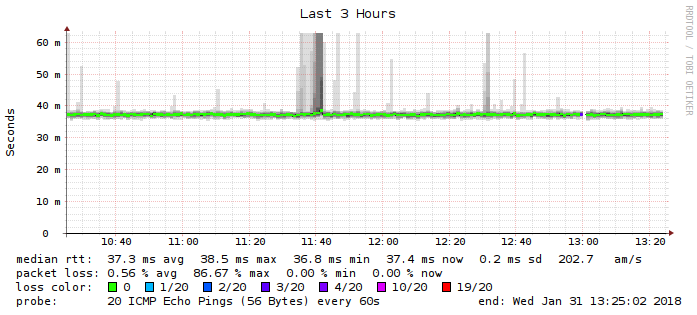 Last 3 Hours
RRDTOOL / TOBI OETIKER
Seconds
60 m
50 m
40 m
30 m
20 m
10 m
0
10:40 11:00 11:20 11:40 12:00 12:20 12:40 13:00 13:20
median rtt: 37.3 ms avg 38.5 ms max 36.8 ms min 37.4 ms now 0.2 ms sd 202.7 am/s
packet loss: 0.56 % avg 86.67 % max 0.00 % min 0.00 % now
loss color: 0 1/20 2/20 3/20 4/20 10/20 19/20
probe: 20 ICMP Echo Pings (56 Bytes) every 60s end: Wed Jan 31 13:25:02 2018